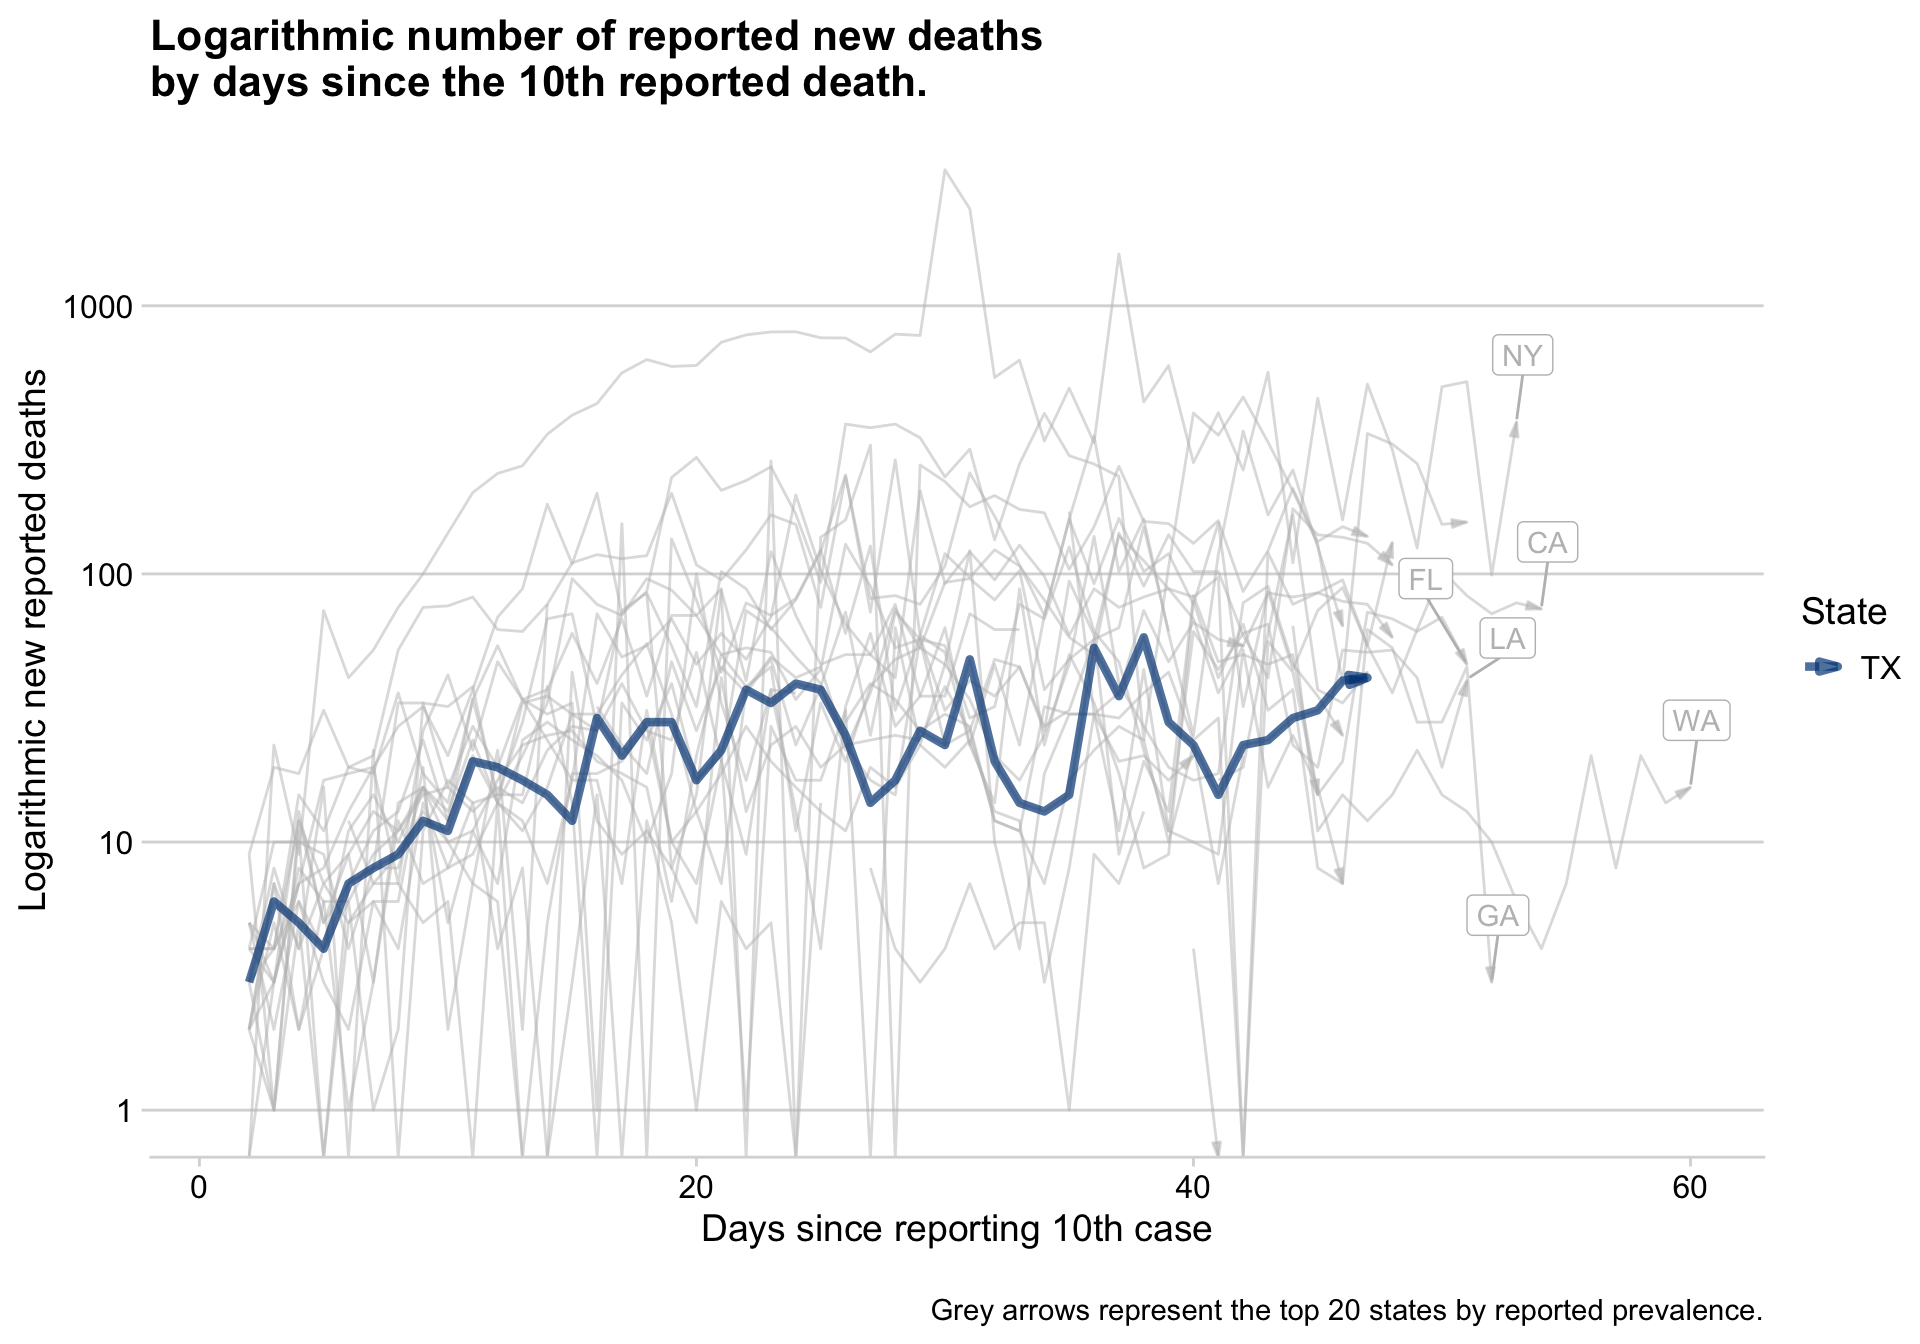 Logarithmic number of reported new deaths
by days since the 10th reported death.
Logarithmic new reported deaths
1000
100
10
1
NY
CA
FL
LA
WA
GA
State
TX
0 20 40 60
Days since reporting 10th case
Grey arrows represent the top 20 states by reported prevalence.